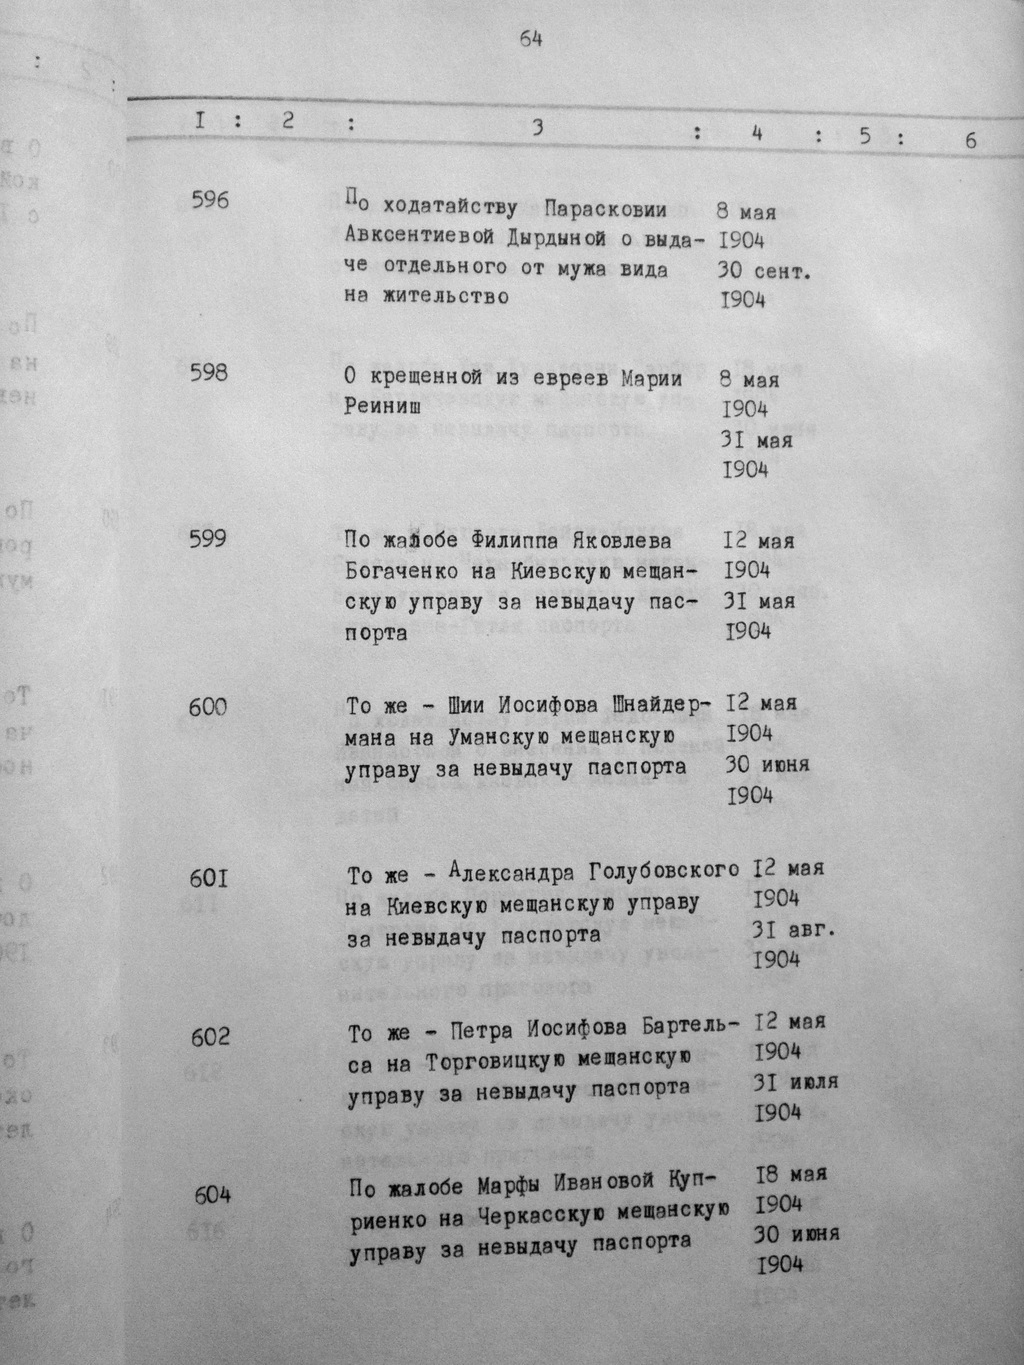 64
I : 2 : 3 : 4 : 5 : 6
596 По ходатайству Парасковии 8 мая
Авксентиевой Дырдыной о выда- 1904
че отдельного от мужа вида 30 сент.
на жительство 1904
598 О крещенной из евреев Марии 8 мая
Реиниш 1904
31 мая
1904
599 По жалобе Филиппа Яковлева 12 мая
Богаченко на Киевскую мещан- 1904
скую управу за невыдачу пас- 31 мая
порта 1904
600 То же - Шии Иосифова Шнайдер- 12 мая
мана на Уманскую мещанскую 1904
управу за невыдачу паспорта 30 июня
1904
601 То же - Александра Голубовского 12 мая
на Киевскую мещанскую управу 1904
за невыдачу паспорта 31 авг.
1904
602 То же - Петра Иосифова Бартель- 12 мая
са на Торговицкую мещанскую 1904
управу за невыдачу паспорта 31 июля
1904
604 По жалобе Марфы Ивановой Куп- 18 мая
риенко на Черкасскую мещанскую 1904
управу за невыдачу паспорта 30 июня
1904